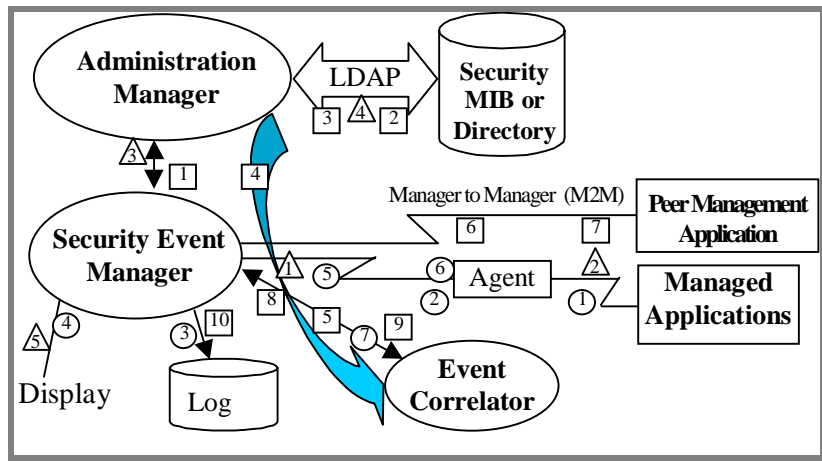 Administration
Manager
LDAP
3 4 2
Security
MIB or
Directory
3 1
4
Manager to Manager (M2M)
6 7
Peer Management
Application
Security Event
Manager
1 5 6 Agent 2
2 1
Managed
Applications
8 5 7 9
4
5
3 10
Display
Log
Event
Correlator